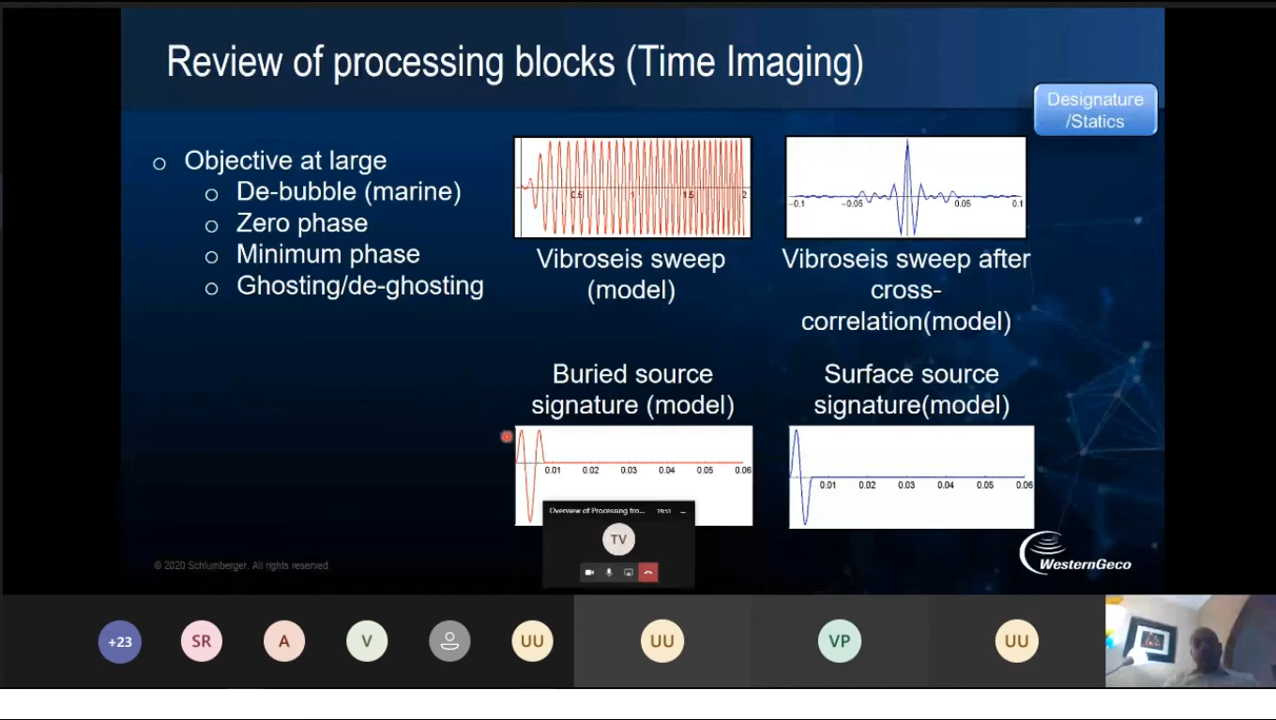 Review of processing blocks (Time Imaging)
Designature
/Statics
Objective at large
De-bubble (marine)
Zero phase
Minimum phase
Ghosting/de-ghosting
0.5
1
1.5
2
-0.1
-0.05
0.05
0.1
Vibroseis sweep
(model)
Vibroseis sweep after
cross-
correlation(model)
Buried source
signature (model)
Surface source
signature(model)
0.01 0.02 0.03 0.04 0.05 0.06
0.01 0.02 0.03 0.04 0.05 0.06
Overview of Processing fro...
TV
© 2020 Schlumberger. All rights reserved
WesternGeco
+23
SR
A
V
UU
UU
VP
UU